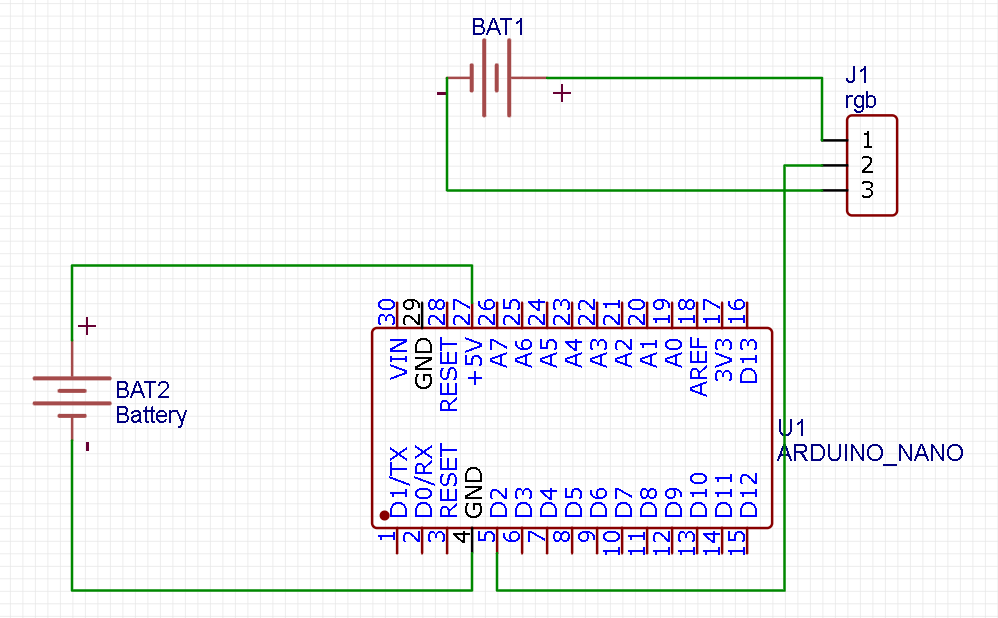 BAT1
-
+
J1
rgb
1
2
3
+
BAT2
Battery
-
30 29 28 27 26 25 24 23 22 21 20 19 18 17 16
VIN GND RESET +5V A7 A6 A5 A4 A3 A2 A1 A0 AREF 3V3 D13
U1
ARDUINO_NANO
D1/TX D0/RX RESET GND D2 D3 D4 D5 D6 D7 D8 D9 D10 D11 D12
1 2 3 4 5 6 7 8 9 10 11 12 13 14 15